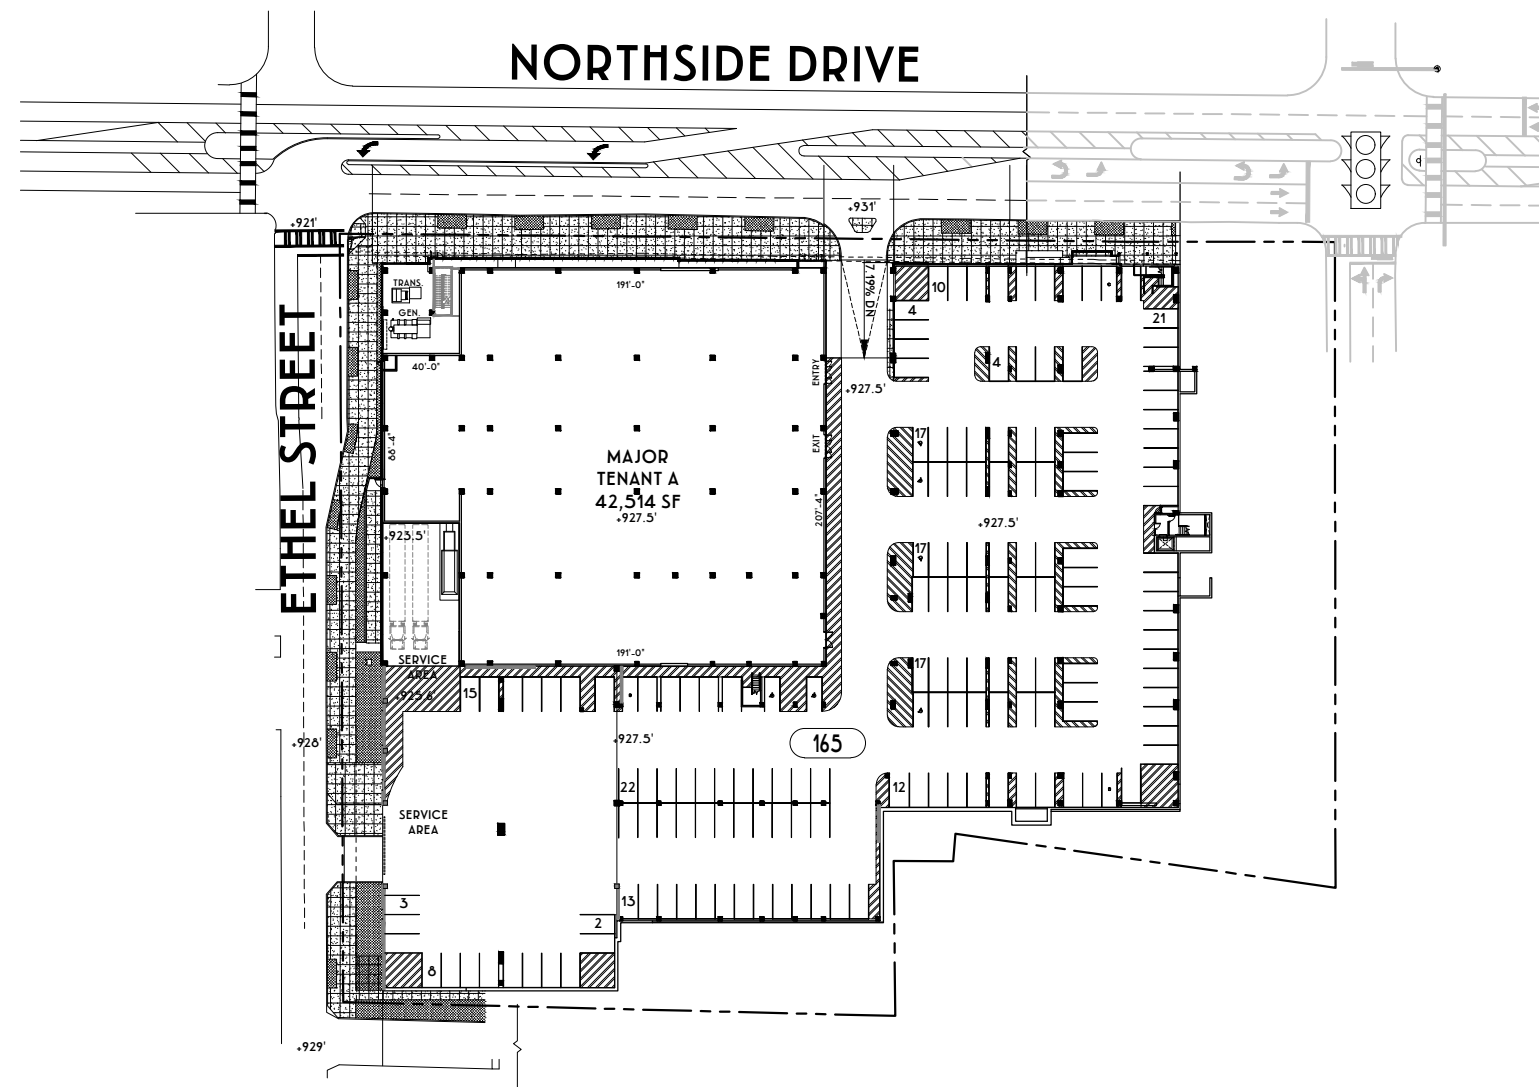 NORTHSIDE DRIVE
+931'
+921'
7.19% DN
TRANS.
191'-0"
10
4
21
GEN.
40'-0"
4
ENTRY
+927.5'
ETHEL STREET
88'-4"
EXIT
17
MAJOR
TENANT A
42,514 SF
+927.5'
207'-4"
+927.5'
+923.5'
17
191'-0"
SERVICE
AREA
+925.6'
15
17
+928'
+927.5'
165
22
12
SERVICE
AREA
3
13
2
8
+929'